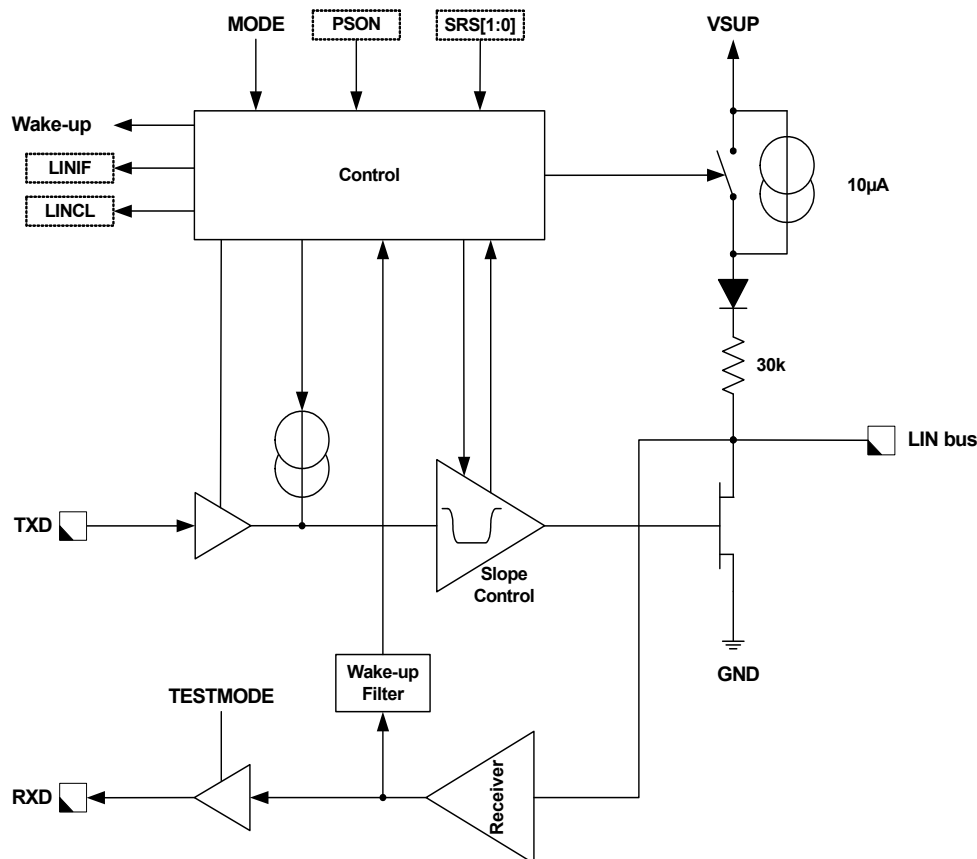 MODE
PSON
SRS[1:0]
VSUP
Wake-up
LINIF
LINCL
Control
10µA
30k
LIN bus
TXD
Slope
Control
GND
Wake-up
Filter
TESTMODE
RXD
Receiver